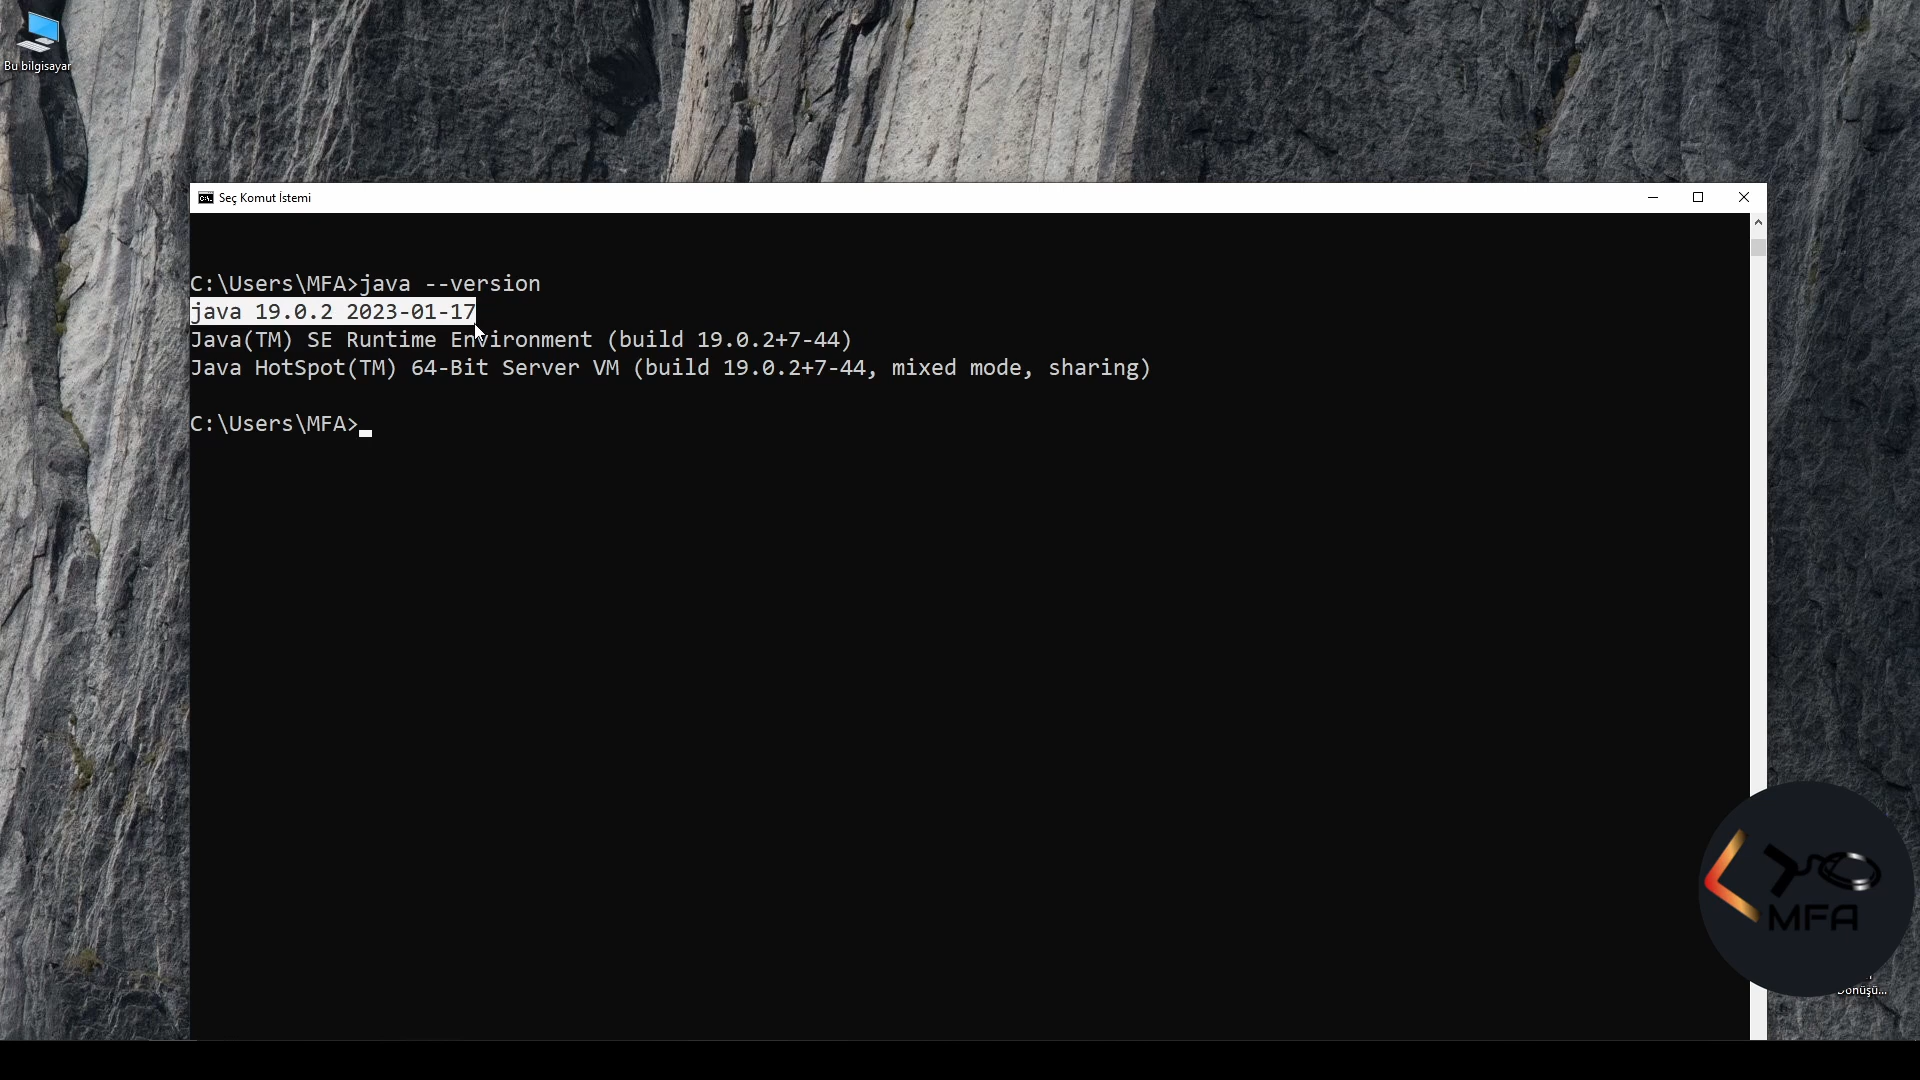 Bu bilgisayar
Seç Komut İstemi
C:\Users\MFA>java --version
java 19.0.2 2023-01-17
Java(TM) SE Runtime Environment (build 19.0.2+7-44)
Java HotSpot(TM) 64-Bit Server VM (build 19.0.2+7-44, mixed mode, sharing)
C:\Users\MFA>
MFA
Dönüşü...